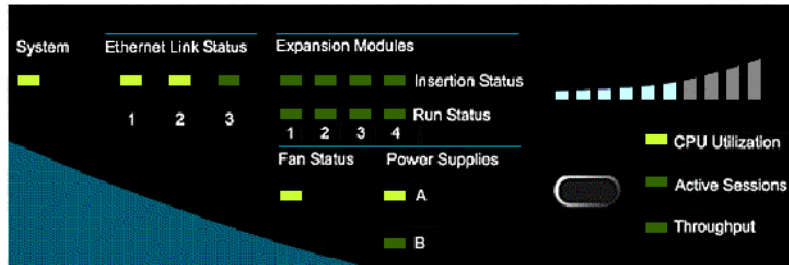 System
Ethernet Link Status
1 2 3
Expansion Modules
Insertion Status
Run Status
1 2 3 4
Fan Status
Power Supplies
A
B
CPU Utilization
Active Sessions
Throughput